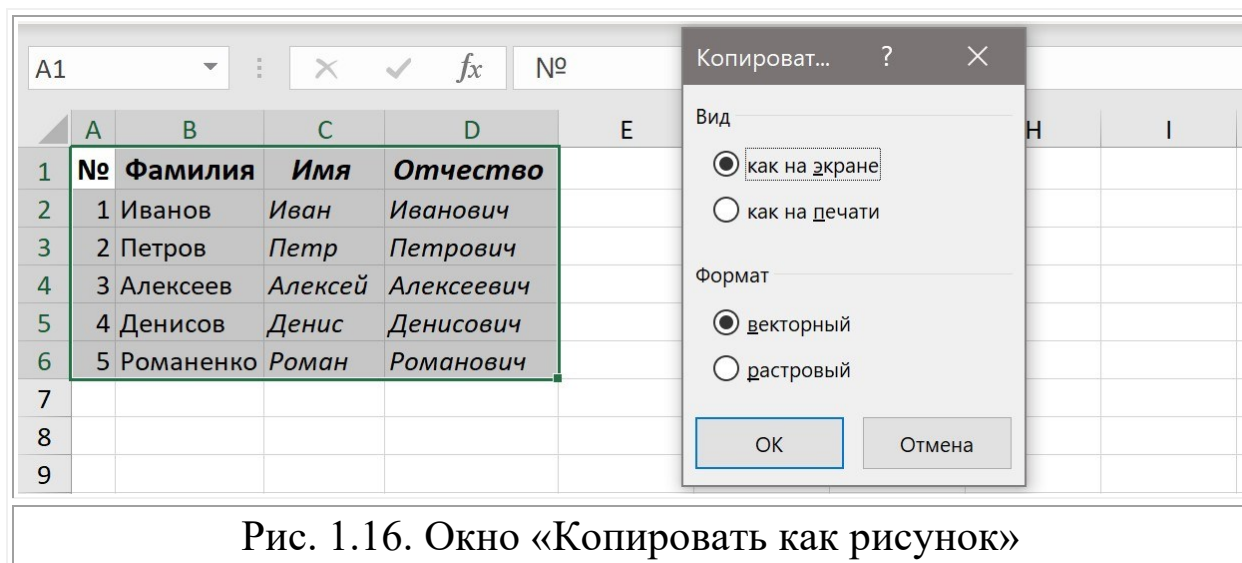 A1 fx №
A B C D E H I
1 № Фамилия Имя Отчество
2 1 Иванов Иван Иванович
3 2 Петров Петр Петрович
4 3 Алексеев Алексей Алексеевич
5 4 Денисов Денис Денисович
6 5 Романенко Роман Романович
7
8
9
Копироват... ?
Вид
как на экране
как на печати
Формат
векторный
растровый
ОК Отмена
Рис. 1.16. Окно «Копировать как рисунок»